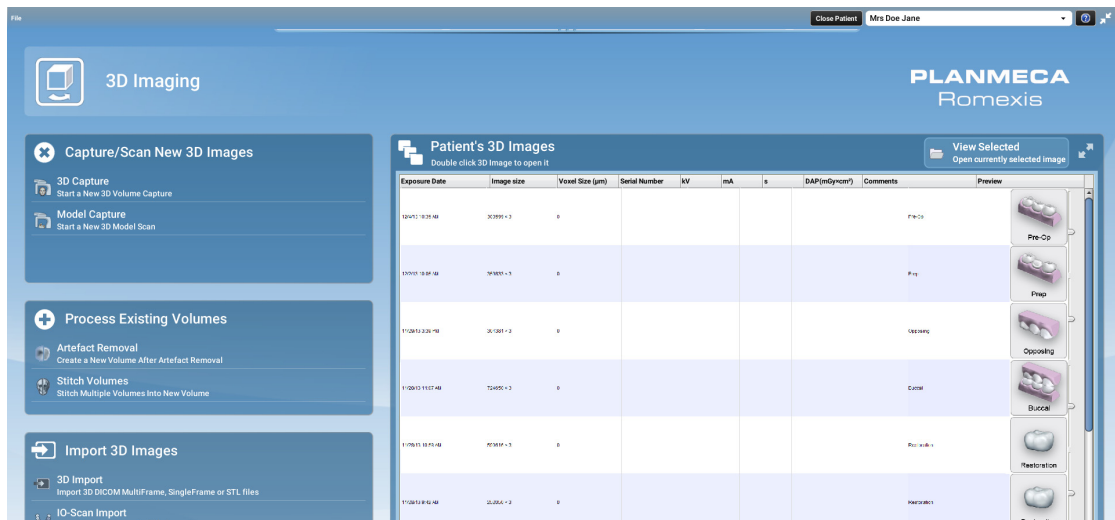 File
Close Patient
Mrs Doe Jane
3D Imaging
PLANMECA
Romexis
Capture/Scan New 3D Images
3D Capture
Start a New 3D Volume Capture
Model Capture
Start a New 3D Model Scan
Process Existing Volumes
Artefact Removal
Create a New Volume After Artefact Removal
Stitch Volumes
Stitch Multiple Volumes Into New Volume
Import 3D Images
3D Import
Import 3D DICOM MultiFrame, SingleFrame or STL files
IO-Scan Import
Patient's 3D Images
Double click 3D Image to open it
View Selected
Open currently selected image
Exposure Date Image size Voxel Size (µm) Serial Number kV mA s DAP(mGy×cm²) Comments Preview
0 Pre-Op
Pre-Op
0 Prep
Prep
0 Opposing
Opposing
0 Buccal
Buccal
0 Restoration
Restoration
0 Restoration